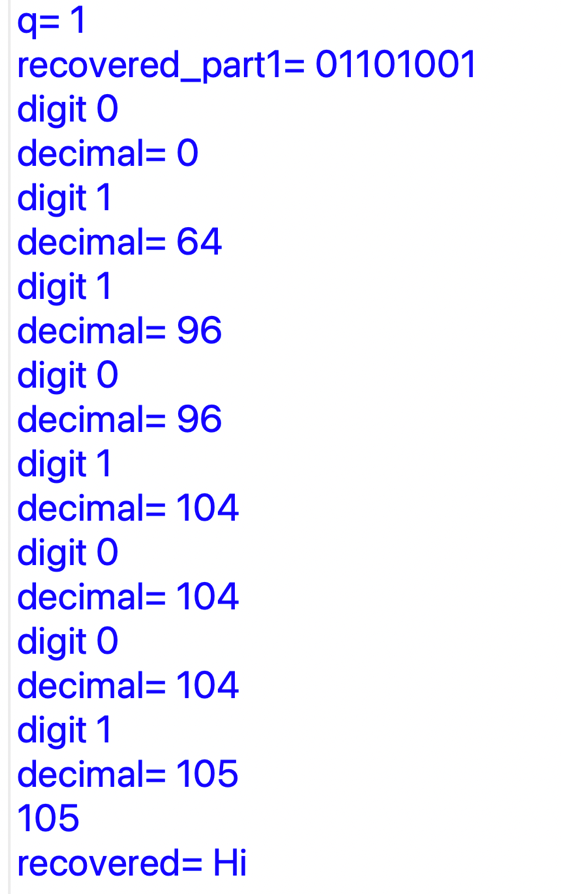 q= 1
recovered_part1= 01101001
digit 0
decimal= 0
digit 1
decimal= 64
digit 1
decimal= 96
digit 0
decimal= 96
digit 1
decimal= 104
digit 0
decimal= 104
digit 0
decimal= 104
digit 1
decimal= 105
105
recovered= Hi